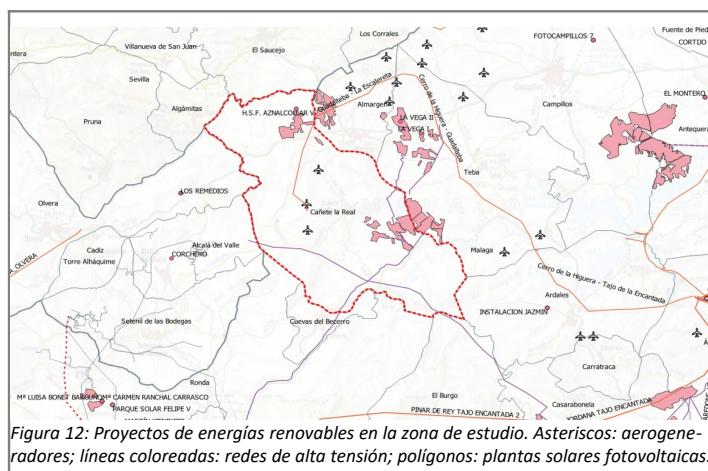 Los Corrales
FOTOCAMPILLOS 7
Fuente de Pied
CORTIJO
Villanueva de San Juan
El Saucejo
ntera
Sevilla
Algámitas
Guadalteba - La Escalereta
Cerro de la Higuera - Guadalteba
Almargen
Campillos
EL MONTERO
H.S.F. AZNALCOLLAR V
LA VEGA II
LA VEGA I
Pruna
Antequera
Teba
LOS REMEDIOS
Olvera
Cañete la Real
Cadiz
Alcalá del Valle
Torre Alháquime
CORCHERO
Malaga
A_OLVERA
Cerro de la Higuera - Tajo de la Encantada
Setenil de las Bodegas
Cuevas del Becerro
INSTALACION JAZMIN
Ardales
Carratraca
Ronda
El Burgo
Casarabonela
Mª LUISA BONET
Mª CARMEN RANCHAL CARRASCO
PARQUE SOLAR FELIPE V
PINAR DE REY TAJO ENCANTADA 2
JORDANA TAJO ENCANTADA
Figura 12: Proyectos de energías renovables en la zona de estudio. Asteriscos: aerogene-
radores; líneas coloreadas: redes de alta tensión; polígonos: plantas solares fotovoltaicas.